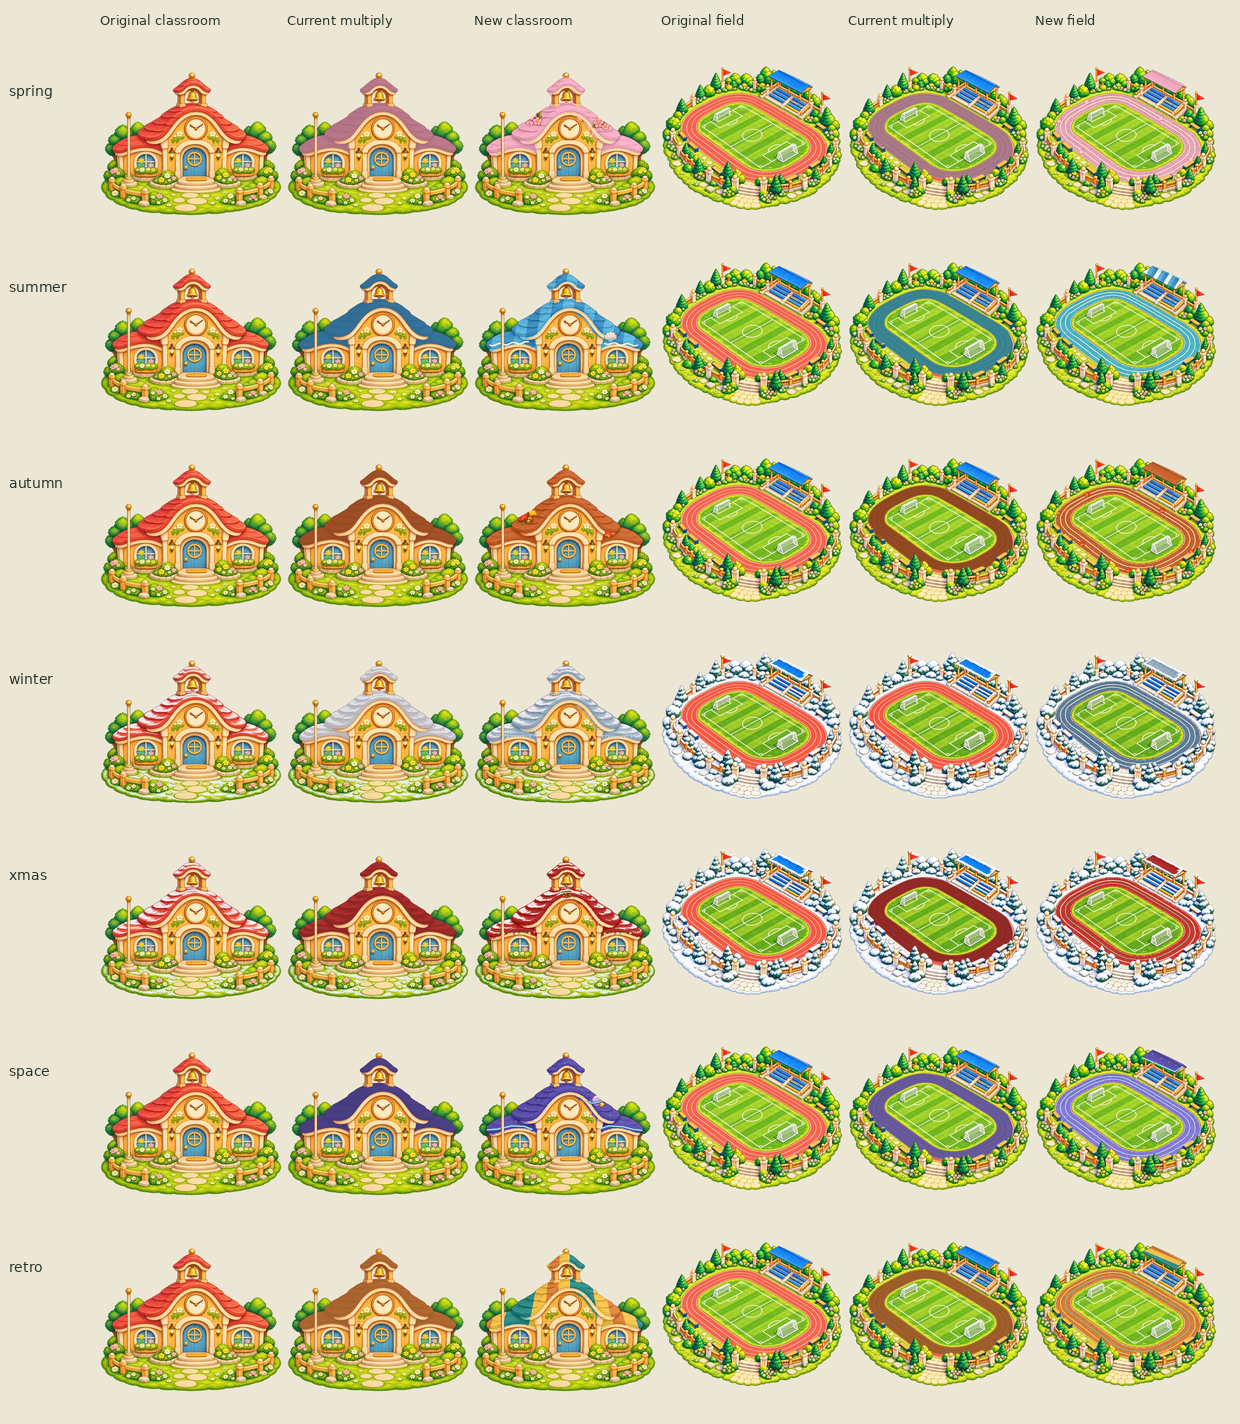 Original classroom Current multiply New classroom Original field Current multiply New field
spring
summer
autumn
winter
xmas
space
retro